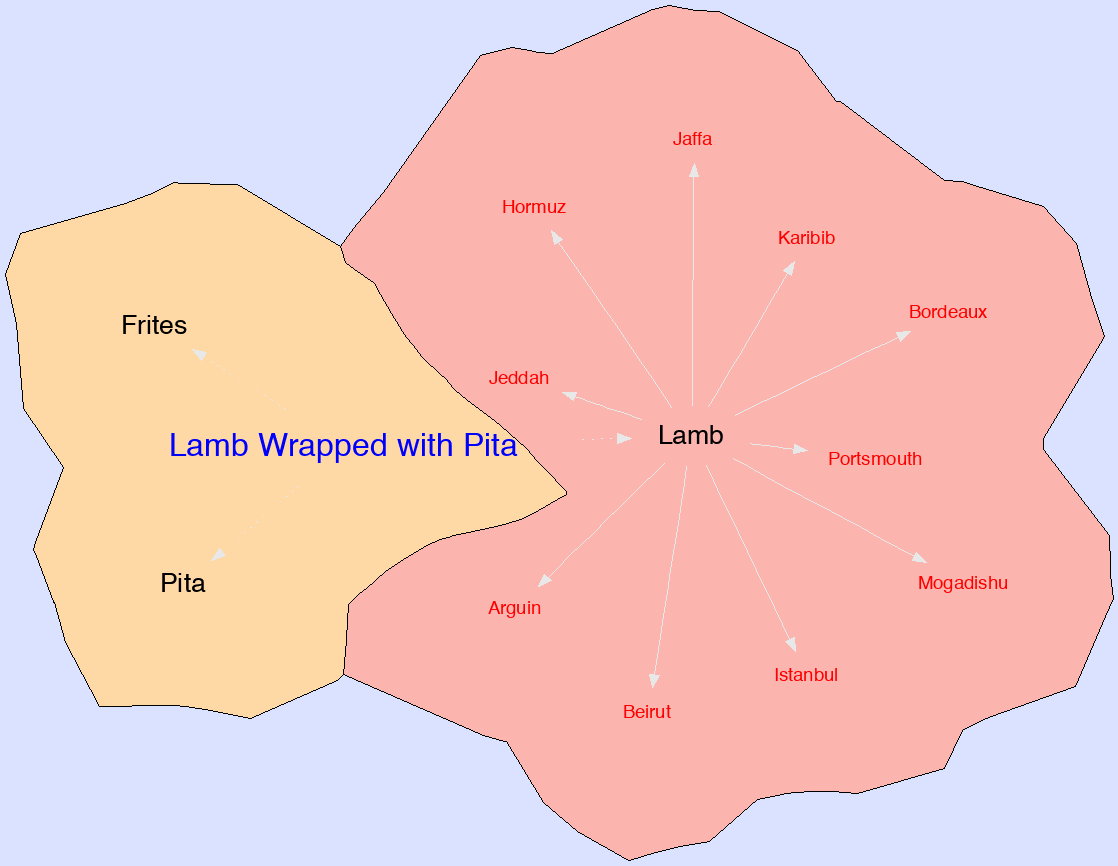 Jaffa
Hormuz
Karibib
Bordeaux
Frites
Jeddah
Lamb
Lamb Wrapped with Pita
Portsmouth
Pita
Mogadishu
Arguin
Istanbul
Beirut